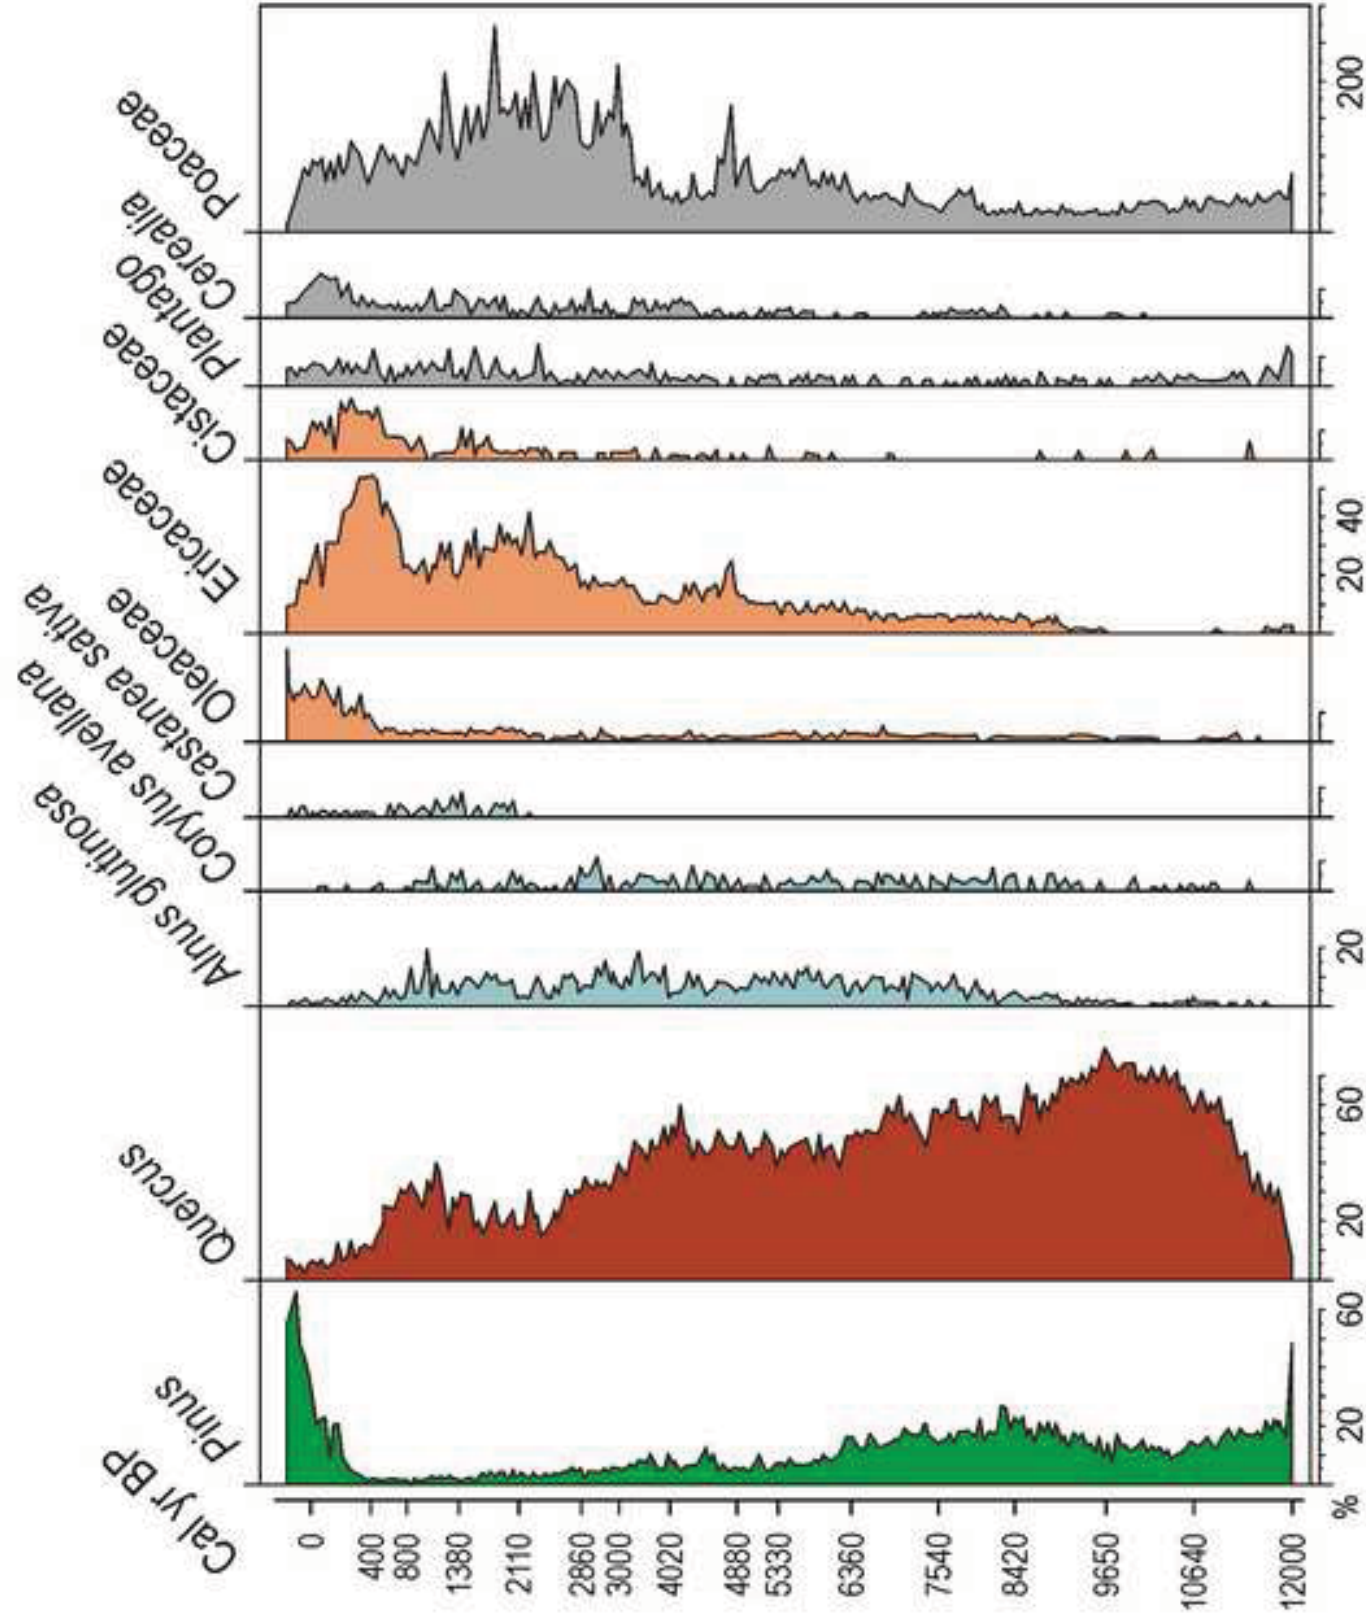 Poaceae
Cerealia
Plantago
Cistaceae
Ericaceae
Oleaceae
Castanea sativa
Corylus avellana
Alnus glutinosa
Quercus
Pinus
Cal yr BP
200
40
20
20
60
20
60
20
%
0
400
800
1380
2110
2860
3000
4020
4880
5330
6360
7540
8420
9650
10640
12000